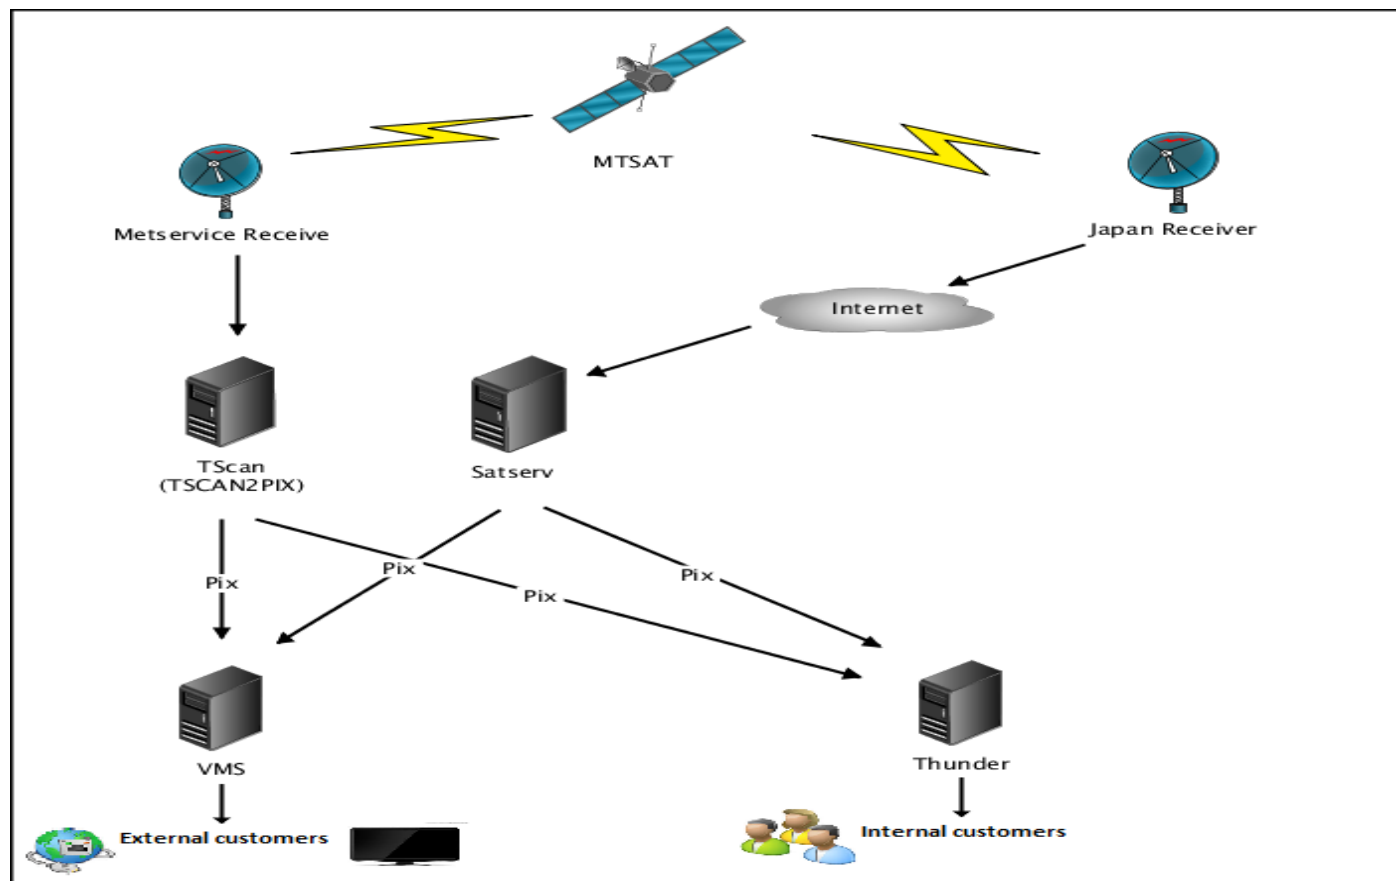 MTSAT
Metservice Receive
Japan Receiver
Internet
TScan
(TSCAN2PIX)
Satserv
Pix
Pix
Pix
Pix
VMS
Thunder
External customers
Internal customers